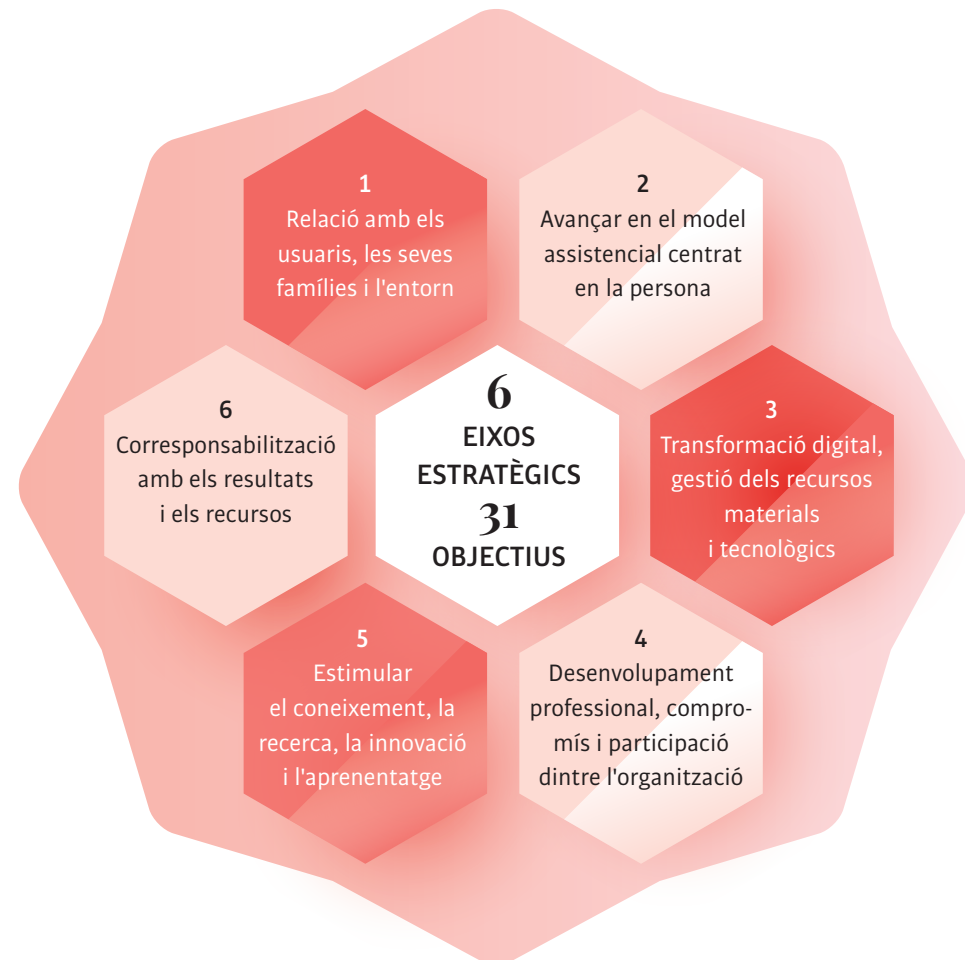 1
Relació amb els
usuaris, les seves
famílies i l'entorn
2
Avançar en el model
assistencial centrat
en la persona
3
Transformació digital,
gestió dels recursos
materials
i tecnològics
4
Desenvolupament
professional, compro-
mís i participació
dintre l'organització
5
Estimular
el coneixement, la
recerca, la innovació
i l'aprenentatge
6
Corresponsabilització
amb els resultats
i els recursos
6
EIXOS
ESTRATÈGICS
31
OBJECTIUS